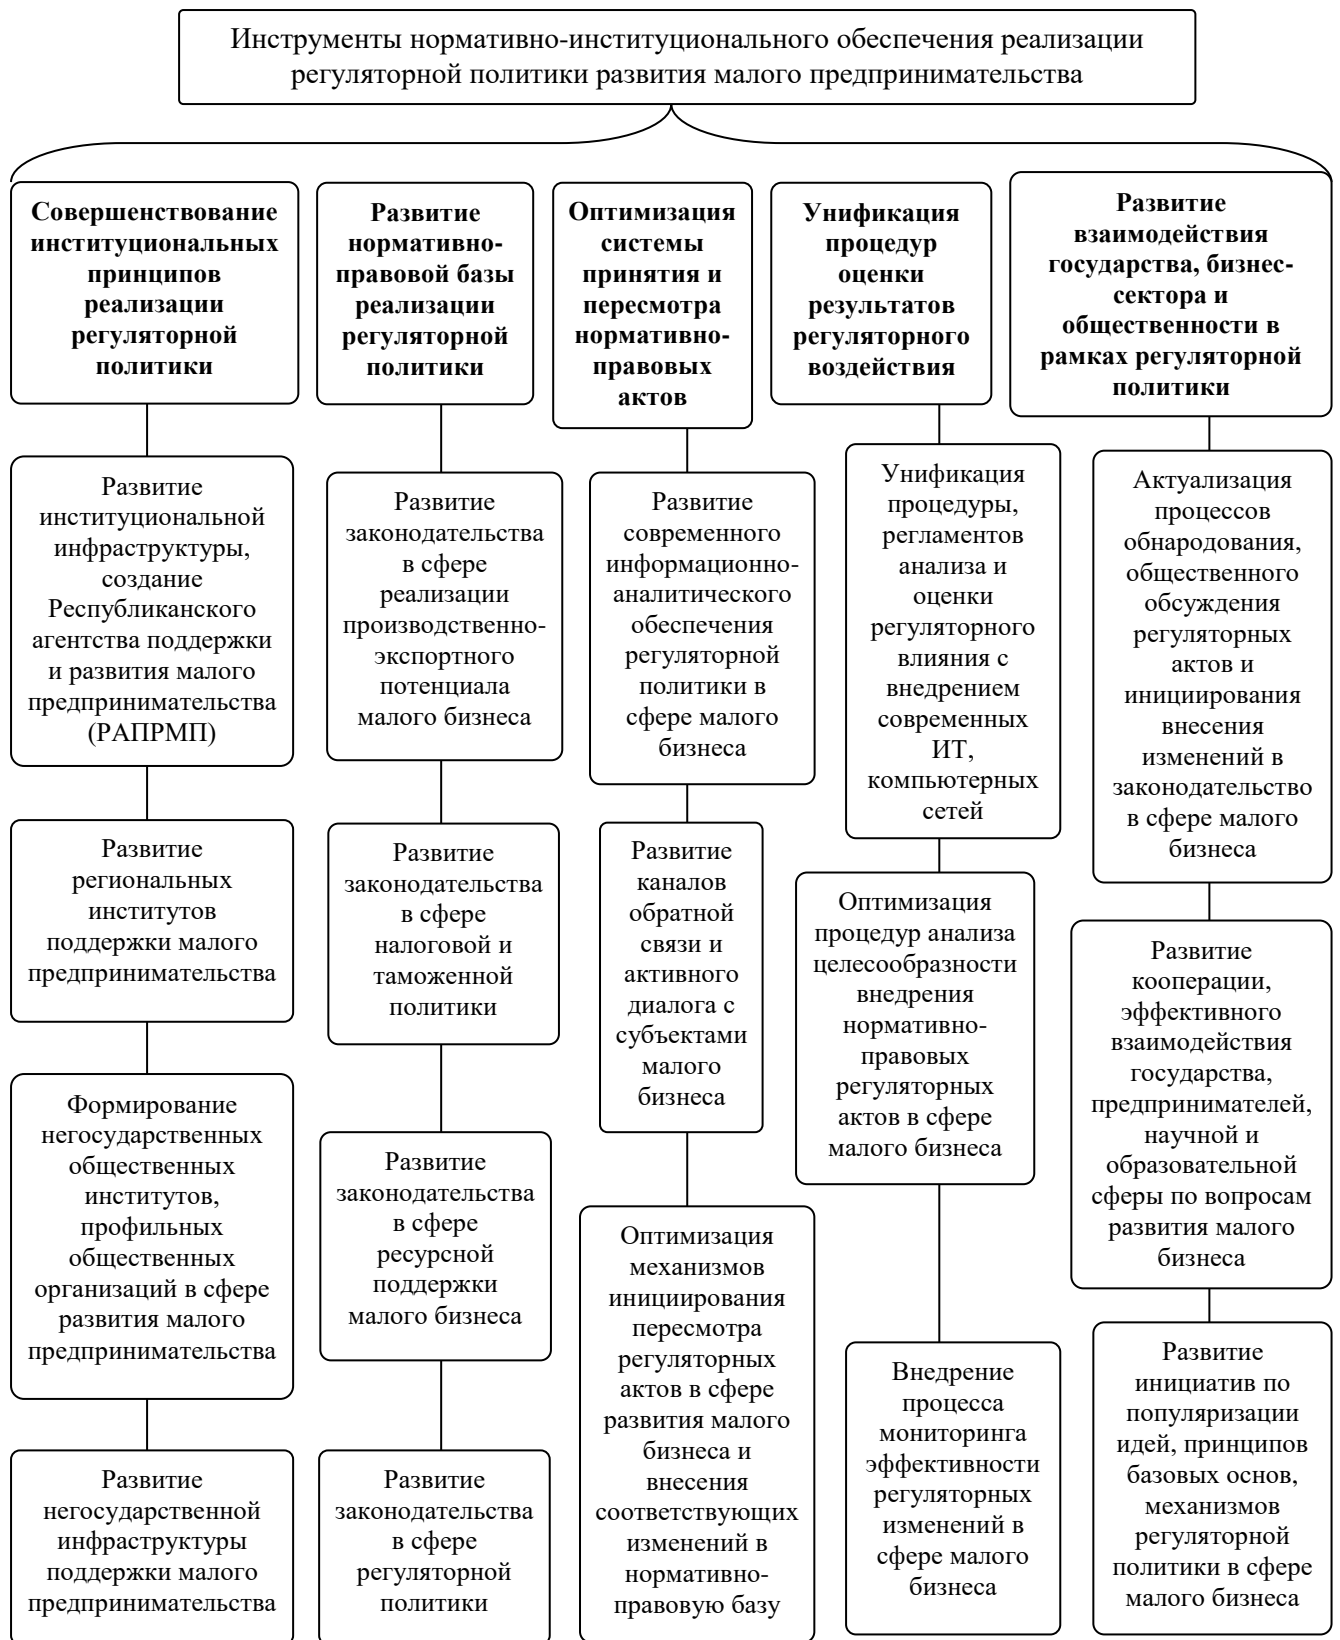 Инструменты нормативно-институционального обеспечения реализации
регуляторной политики развития малого предпринимательства
Совершенствование
институциональных
принципов
реализации
регуляторной
политики
Развитие
нормативно-
правовой базы
реализации
регуляторной
политики
Оптимизация
системы
принятия и
пересмотра
нормативно-
правовых
актов
Унификация
процедур
оценки
результатов
регуляторного
воздействия
Развитие
взаимодействия
государства, бизнес-
сектора и
общественности в
рамках регуляторной
политики
Развитие
институциональной
инфраструктуры,
создание
Республиканского
агентства поддержки
и развития малого
предпринимательства
(РАПРМП)
Развитие
региональных
институтов
поддержки малого
предпринимательства
Формирование
негосударственных
общественных
институтов,
профильных
общественных
организаций в сфере
развития малого
предпринимательства
Развитие
негосударственной
инфраструктуры
поддержки малого
предпринимательства
Развитие
законодательства
в сфере
реализации
производственно-
экспортного
потенциала
малого бизнеса
Развитие
законодательства
в сфере
налоговой и
таможенной
политики
Развитие
законодательства
в сфере
ресурсной
поддержки
малого бизнеса
Развитие
законодательства
в сфере
регуляторной
политики
Развитие
современного
информационно-
аналитического
обеспечения
регуляторной
политики в
сфере малого
бизнеса
Развитие
каналов
обратной
связи и
активного
диалога с
субъектами
малого
бизнеса
Оптимизация
механизмов
инициирования
пересмотра
регуляторных
актов в сфере
развития малого
бизнеса и
внесения
соответствующих
изменений в
нормативно-
правовую базу
Унификация
процедуры,
регламентов
анализа и
оценки
регуляторного
влияния с
внедрением
современных
ИТ,
компьютерных
сетей
Оптимизация
процедур анализа
целесообразности
внедрения
нормативно-
правовых
регуляторных
актов в сфере
малого бизнеса
Внедрение
процесса
мониторинга
эффективности
регуляторных
изменений в
сфере малого
бизнеса
Актуализация
процессов
обнародования,
общественного
обсуждения
регуляторных
актов и
инициирования
внесения
изменений в
законодательство
в сфере малого
бизнеса
Развитие
кооперации,
эффективного
взаимодействия
государства,
предпринимателей,
научной и
образовательной
сферы по вопросам
развития малого
бизнеса
Развитие
инициатив по
популяризации
идей, принципов
базовых основ,
механизмов
регуляторной
политики в сфере
малого бизнеса